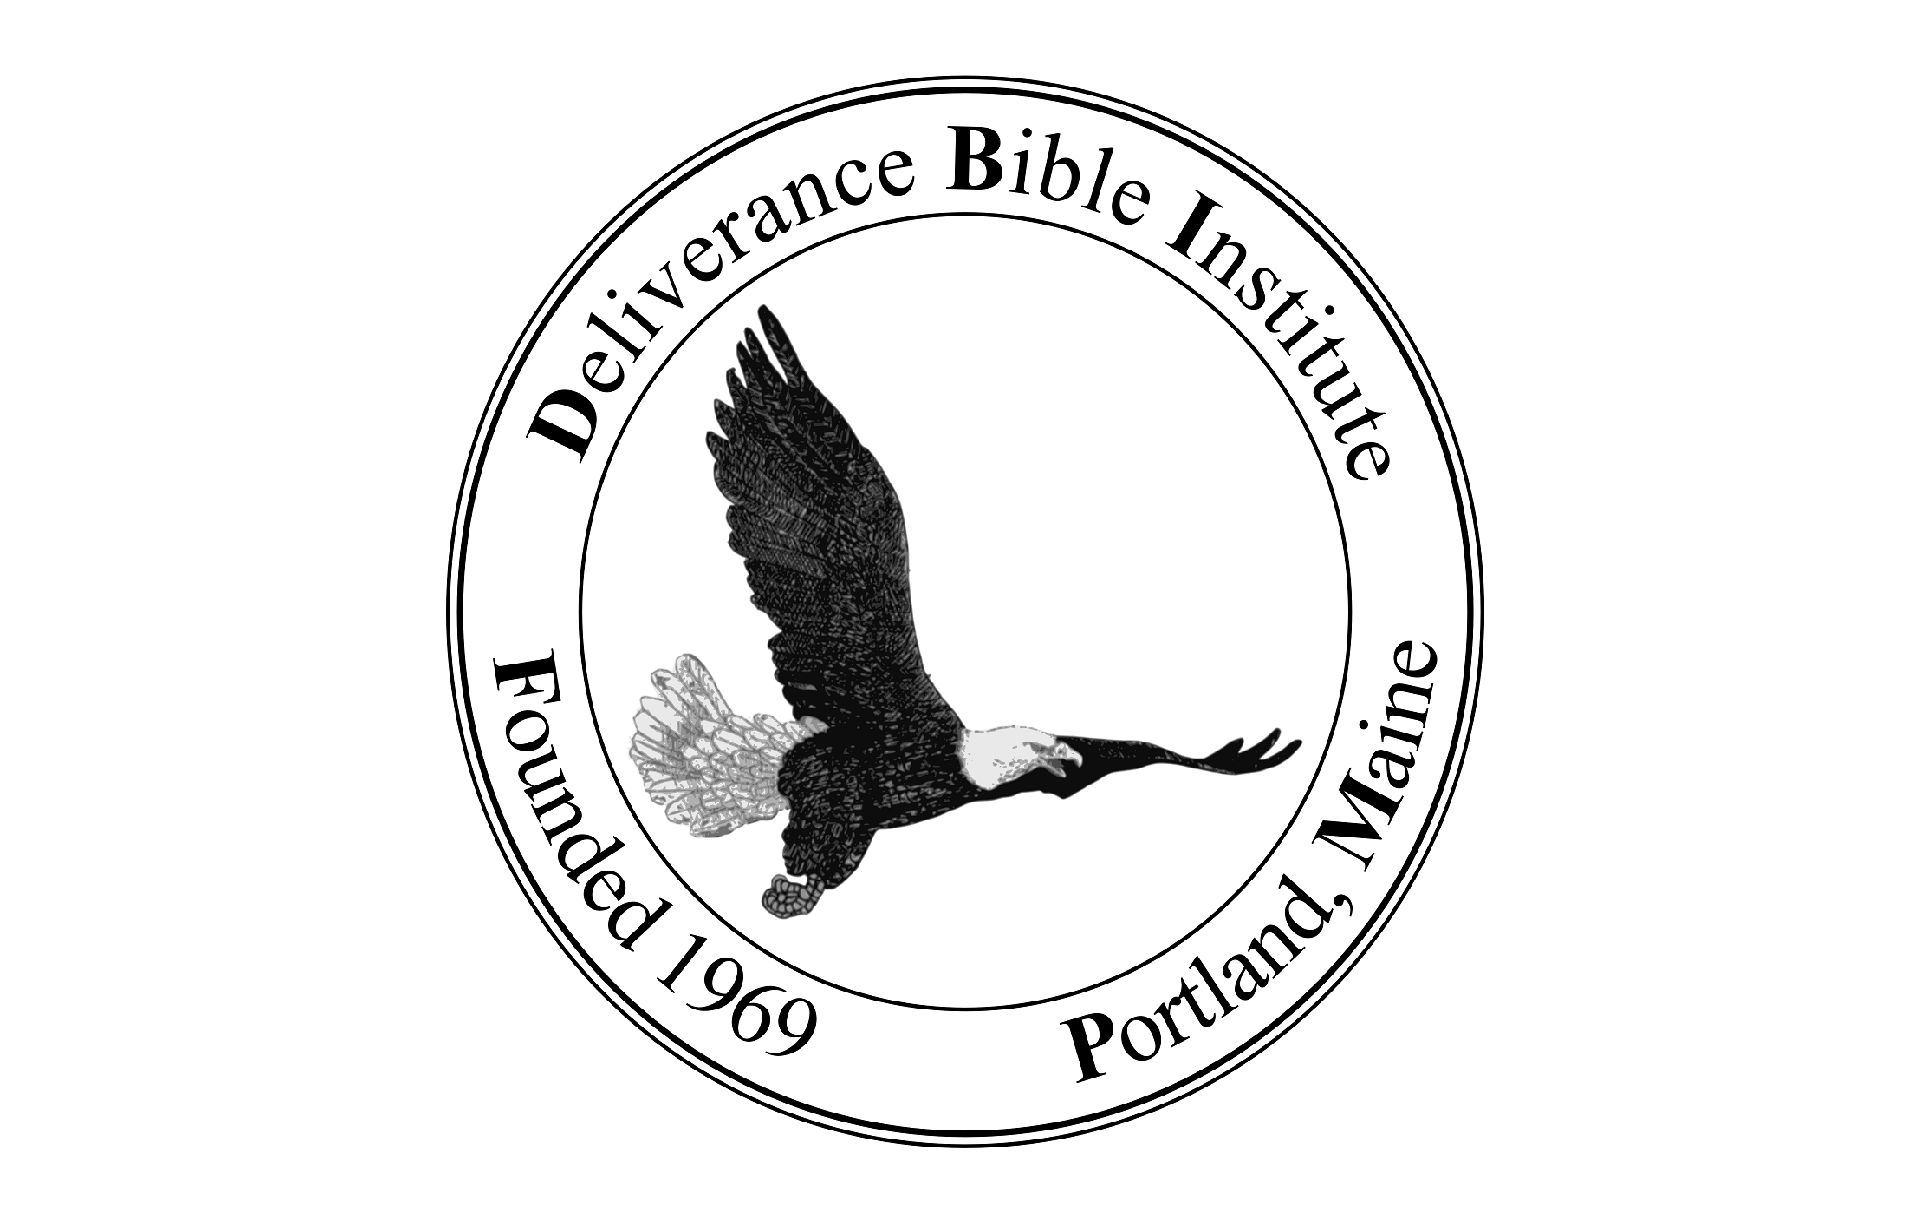 Deliverance Bible Institute
Founded 1969
Portland, Maine